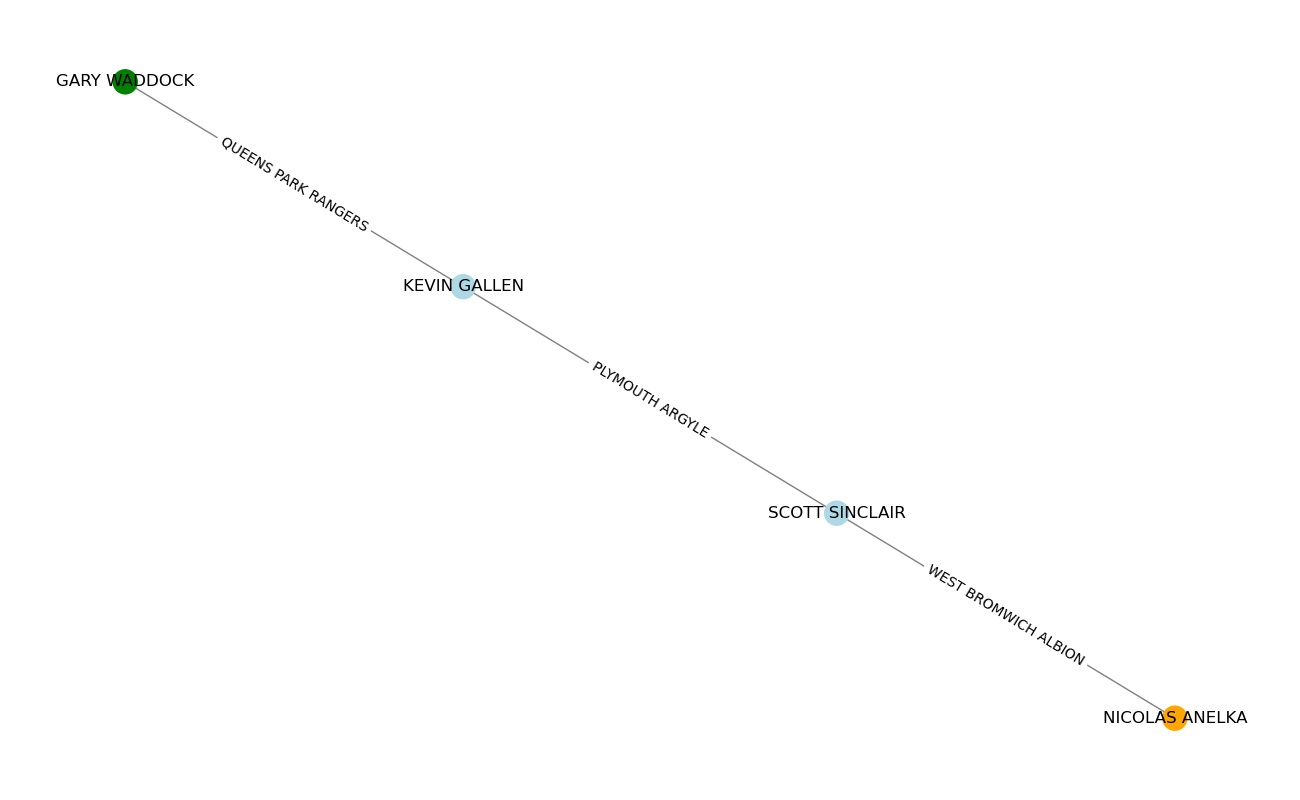 GARY WADDOCK
QUEENS PARK RANGERS
KEVIN GALLEN
PLYMOUTH ARGYLE
SCOTT SINCLAIR
WEST BROMWICH ALBION
NICOLAS ANELKA